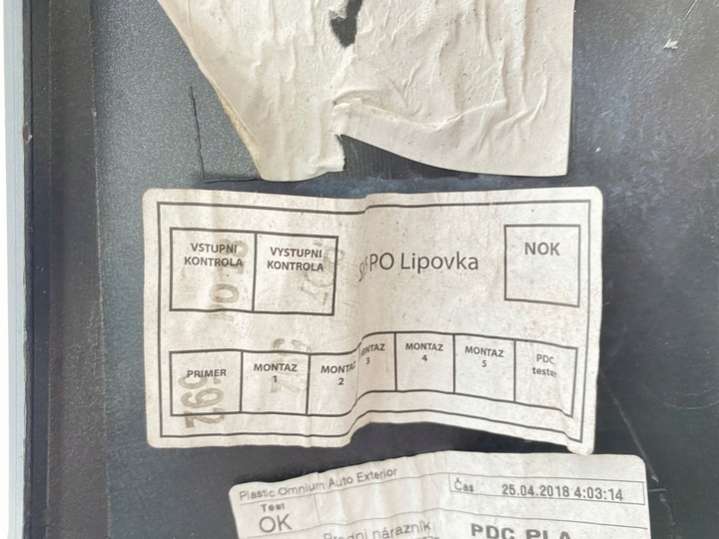 VSTUPNI
KONTROLA
VYSTUPNI
KONTROLA
PO Lipovka
NOK
PRIMER
MONTAZ
1
MONTAZ
2
MONTAZ
3
MONTAZ
4
MONTAZ
5
PDC
tester
769
Plastic Omnium Auto Exterior
Čas
25.04.2018 4:03:14
Test
OK
Přední nárazník
PDC PLA